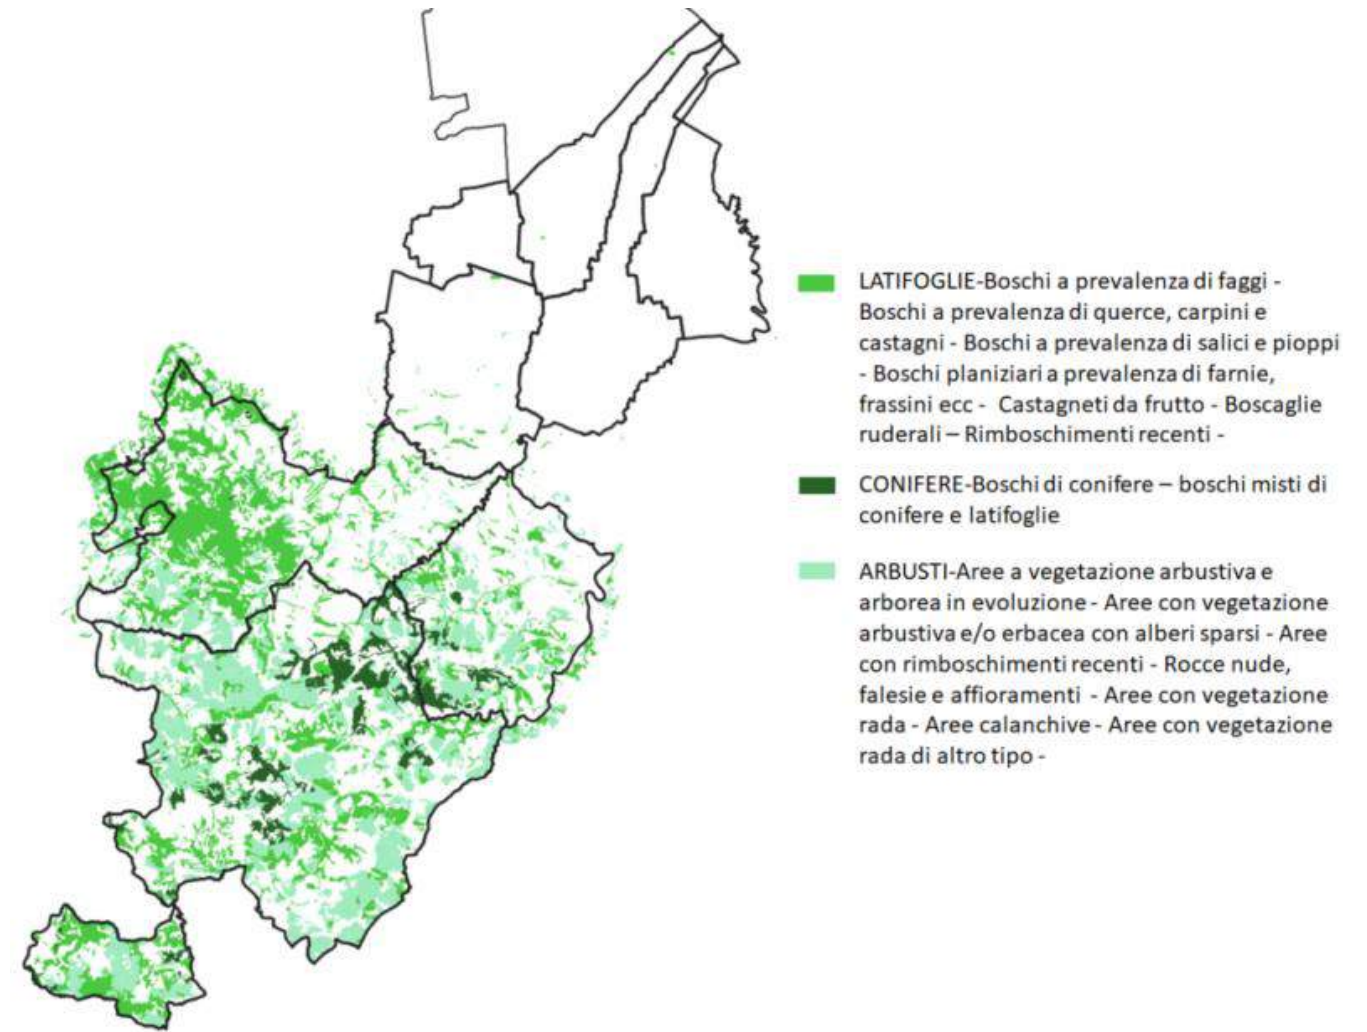 LATIFOGLIE-Boschi a prevalenza di faggi -
Boschi a prevalenza di querce, carpini e
castagni - Boschi a prevalenza di salici e pioppi
- Boschi planiziari a prevalenza di farnie,
frassini ecc - Castagneti da frutto - Boscaglie
ruderali – Rimboschimenti recenti -
CONIFERE-Boschi di conifere – boschi misti di
conifere e latifoglie
ARBUSTI-Aree a vegetazione arbustiva e
arborea in evoluzione - Aree con vegetazione
arbustiva e/o erbacea con alberi sparsi - Aree
con rimboschimenti recenti - Rocce nude,
falesie e affioramenti - Aree con vegetazione
rada - Aree calanchive - Aree con vegetazione
rada di altro tipo -